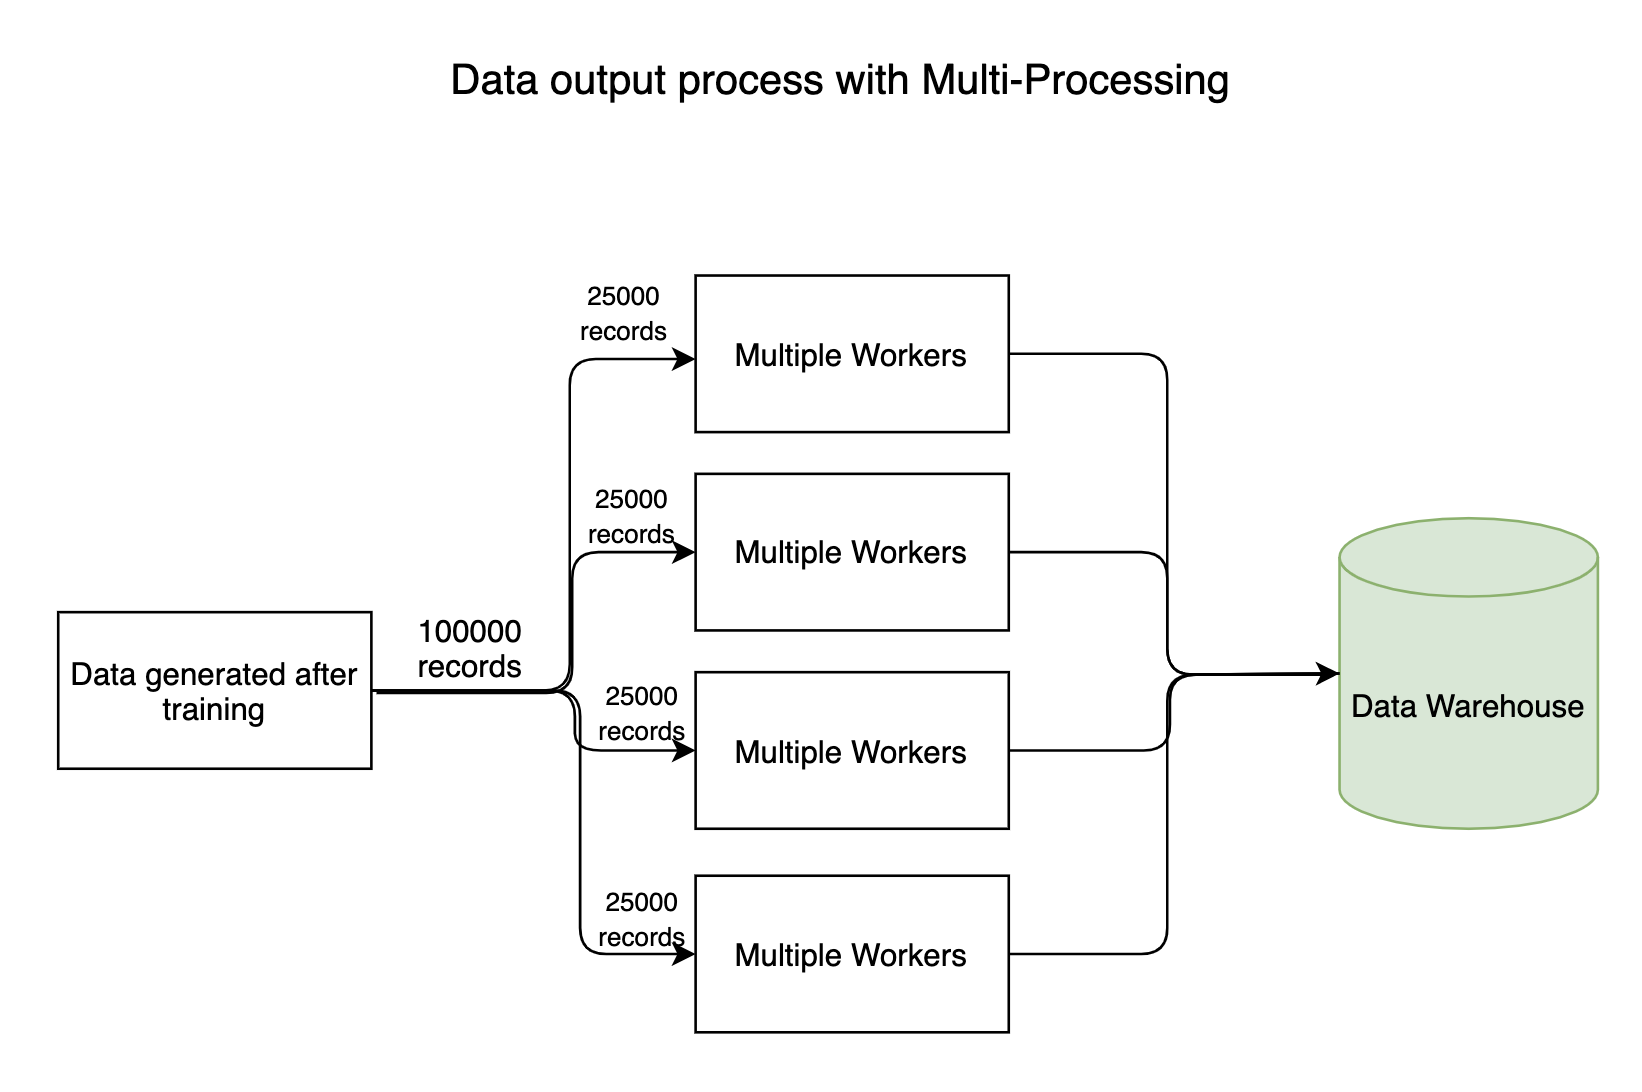 Data output process with Multi-Processing
25000
records
Multiple Workers
25000
records
Multiple Workers
100000
records
Data generated after
training
25000
records
Multiple Workers
Data Warehouse
25000
records
Multiple Workers